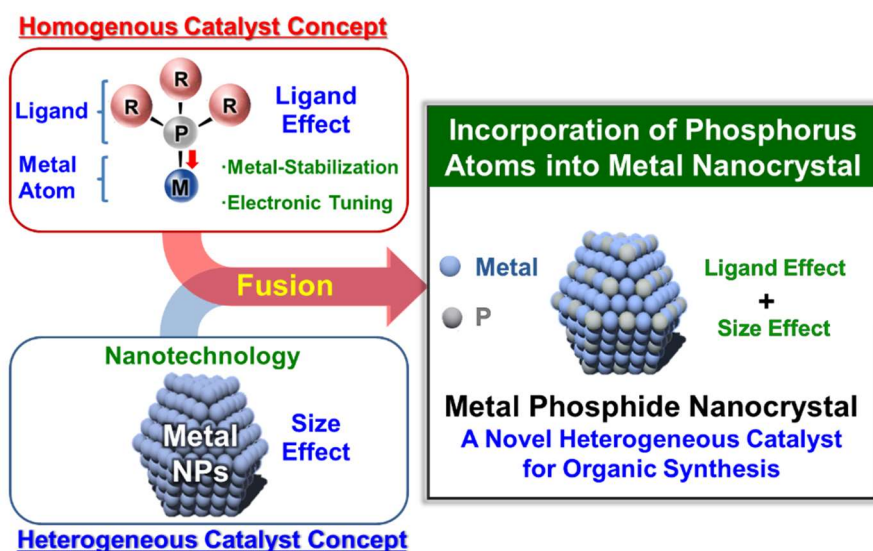 Homogenous Catalyst Concept
R
R
R
P
M
Ligand
Metal
Atom
Ligand
Effect
·Metal-Stabilization
·Electronic Tuning
Fusion
Nanotechnology
Metal
NPs
Size
Effect
Heterogeneous Catalyst Concept
Incorporation of Phosphorus
Atoms into Metal Nanocrystal
Metal
P
Ligand Effect
+
Size Effect
Metal Phosphide Nanocrystal
A Novel Heterogeneous Catalyst
for Organic Synthesis